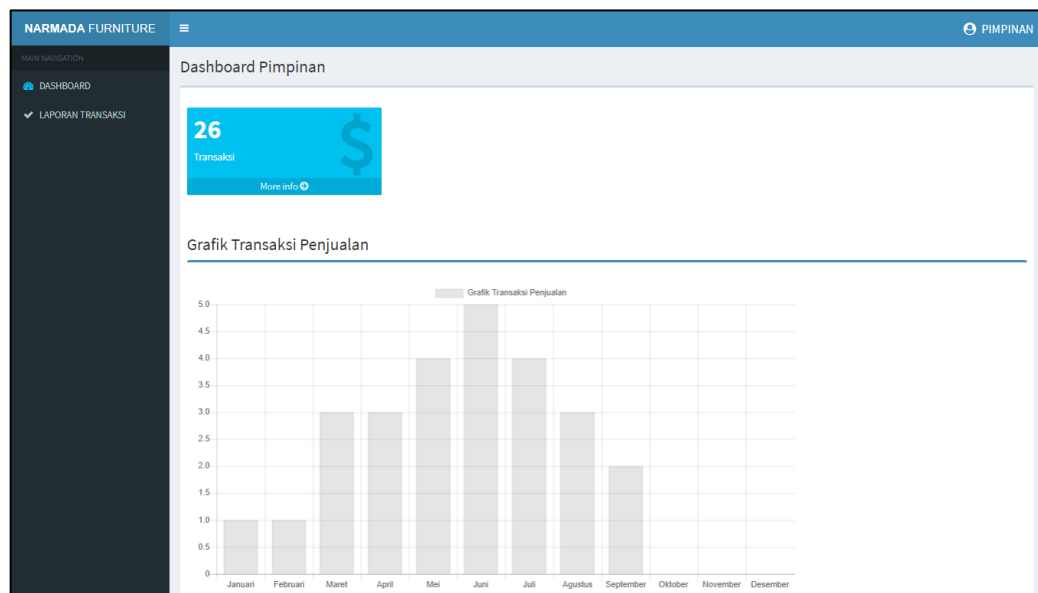 NARMADA FURNITURE
PIMPINAN
MAIN NAVIGATION
DASHBOARD
LAPORAN TRANSAKSI
Dashboard Pimpinan
26
Transaksi
$
More info
Grafik Transaksi Penjualan
Grafik Transaksi Penjualan
5.0
4.5
4.0
3.5
3.0
2.5
2.0
1.5
1.0
0.5
0
Januari Februari Maret April Mei Juni Juli Agustus September Oktober November Desember